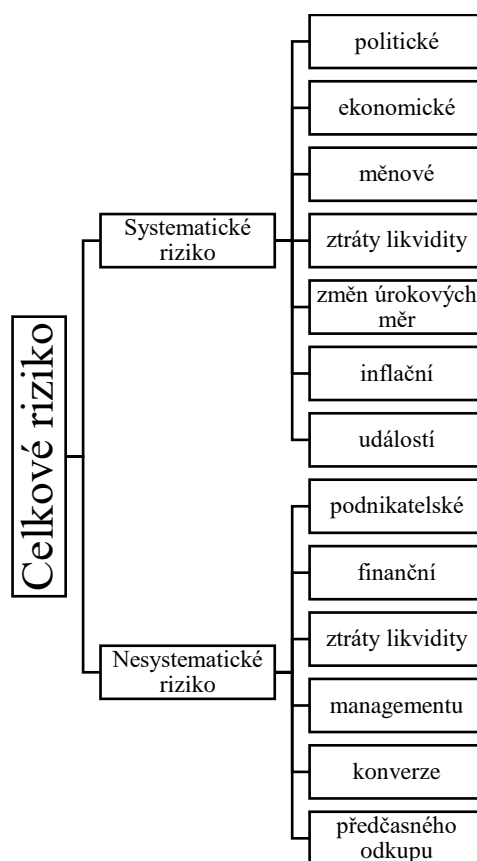 Celkové riziko
Systematické
riziko
politické
ekonomické
měnové
ztráty likvidity
změn úrokových
měr
inflační
událostí
Nesystematické
riziko
podnikatelské
finanční
ztráty likvidity
managementu
konverze
předčasného
odkupu